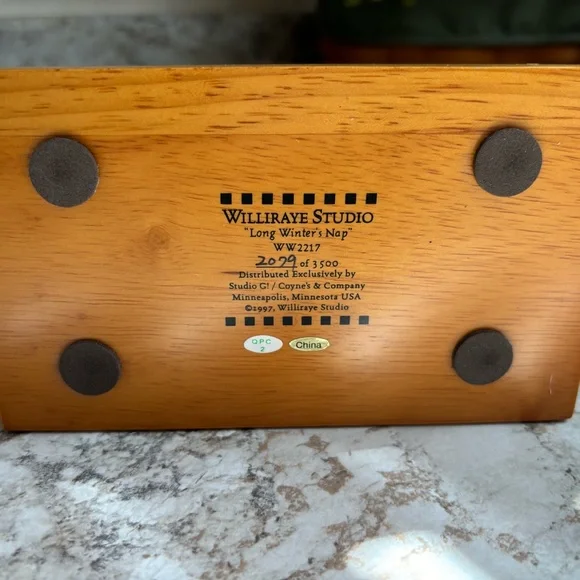 WILLIRAYE STUDIO
"Long Winter's Nap"
WW2217
2079 of 3500
Distributed Exclusively by
Studio G! / Coyne's & Company
Minneapolis, Minnesota USA
©1997, Williraye Studio
QPC
2
China